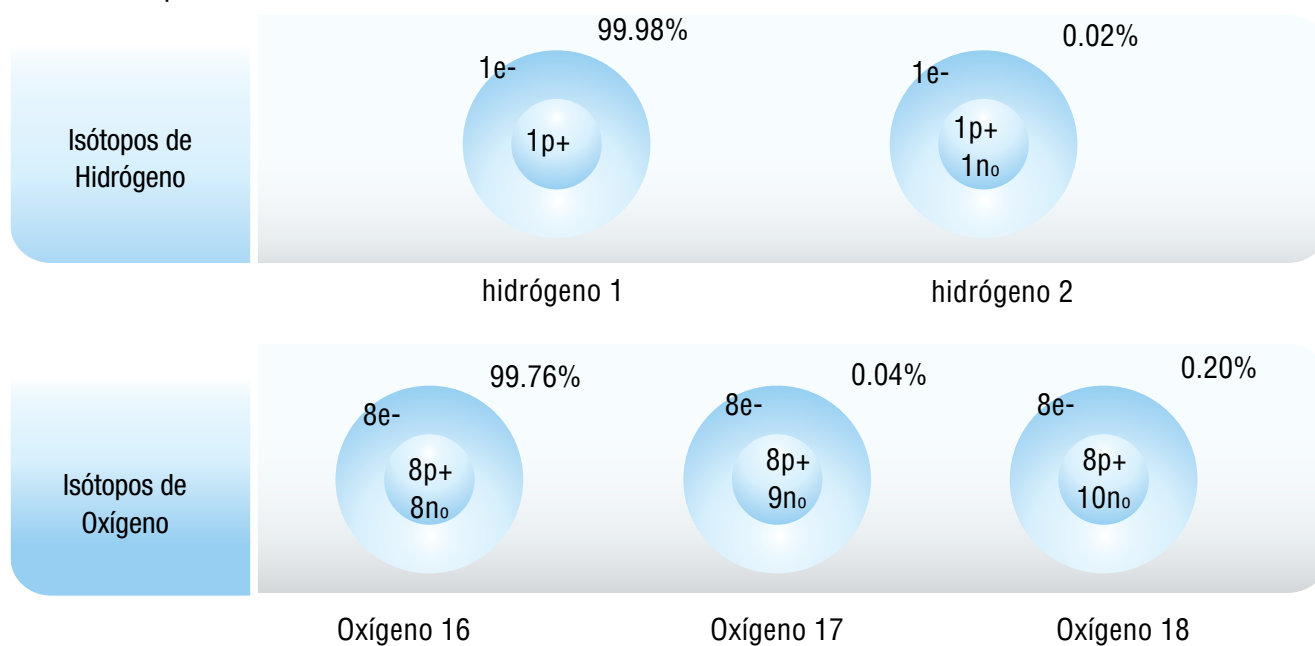 99.98%
0.02%
1e-
1e-
Isótopos de
Hidrógeno
1p+
1p+
1n₀
hidrógeno 1
hidrógeno 2
99.76%
0.04%
0.20%
8e-
8e-
8e-
Isótopos de
Oxígeno
8p+
8n₀
8p+
9n₀
8p+
10n₀
Oxígeno 16
Oxígeno 17
Oxígeno 18